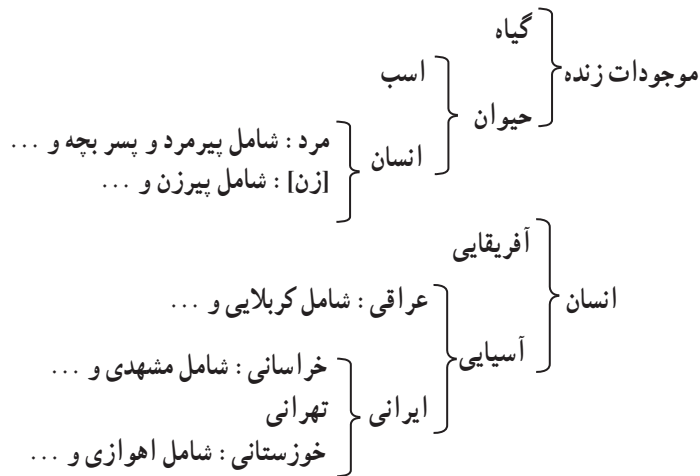 گیاه
موجودات زنده
اسب
حیوان
مرد : شامل پیرمرد و پسر بچه و ...
انسان
[زن] : شامل پیرزن و ...
آفریقایی
انسان
عراقی : شامل کربلایی و ...
آسیایی
خراسانی : شامل مشهدی و ...
ایرانی
تهرانی
خوزستانی : شامل اهوازی و ...